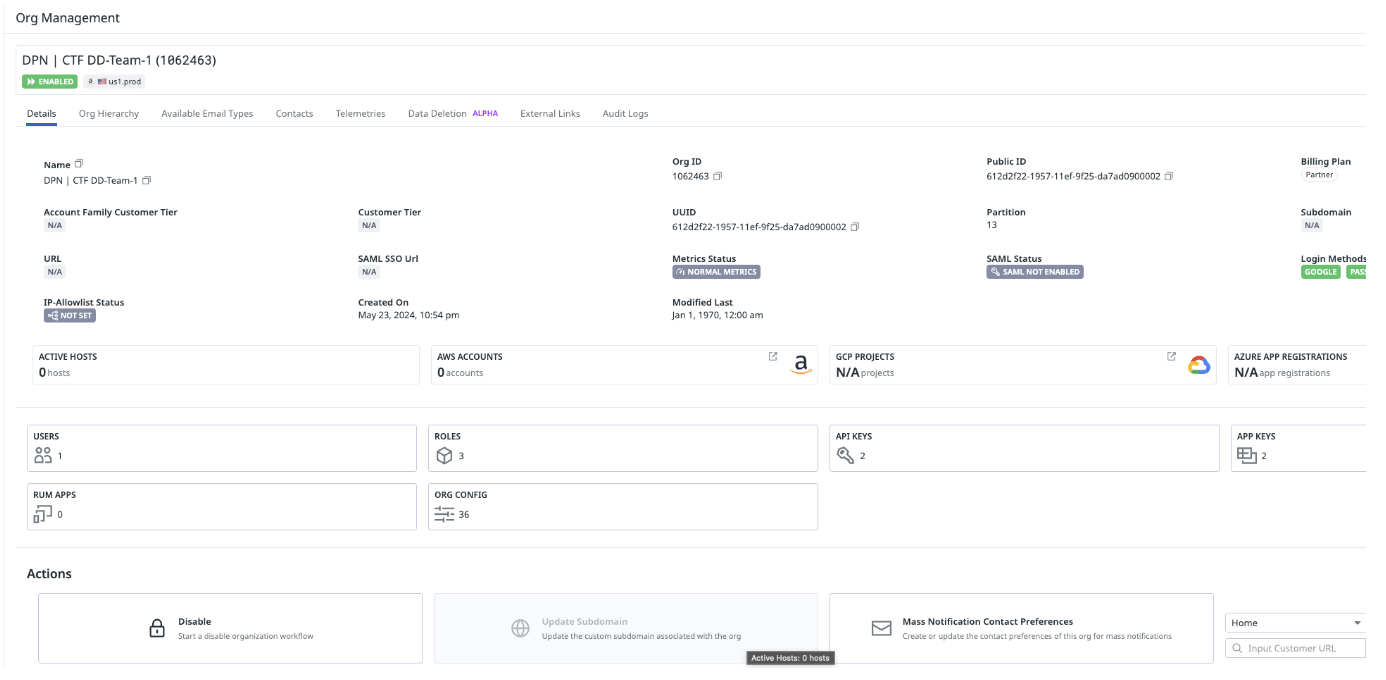 Org Management
DPN | CTF DD-Team-1 (1062463)
ENABLED a us1.prod
Details Org Hierarchy Available Email Types Contacts Telemetries Data Deletion ALPHA External Links Audit Logs
Name Org ID Public ID Billing Plan
DPN | CTF DD-Team-1 1062463 612d2f22-1957-11ef-9f25-da7ad0900002 Partner
Account Family Customer Tier Customer Tier UUID Partition Subdomain
N/A N/A 612d2f22-1957-11ef-9f25-da7ad0900002 13 N/A
URL SAML SSO Url Metrics Status SAML Status Login Methods
N/A N/A NORMAL METRICS SAML NOT ENABLED GOOGLE PAS
IP-Allowlist Status Created On Modified Last
NOT SET May 23, 2024, 10:54 pm Jan 1, 1970, 12:00 am
ACTIVE HOSTS AWS ACCOUNTS GCP PROJECTS AZURE APP REGISTRATIONS
0 hosts 0 accounts N/A projects N/A app registrations
USERS ROLES API KEYS APP KEYS
1 3 2 2
RUM APPS ORG CONFIG
0 36
Actions
Disable Update Subdomain Mass Notification Contact Preferences Home
Start a disable organization workflow Update the custom subdomain associated with the org Create or update the contact preferences of this org for mass notifications Input Customer URL
Active Hosts: 0 hosts